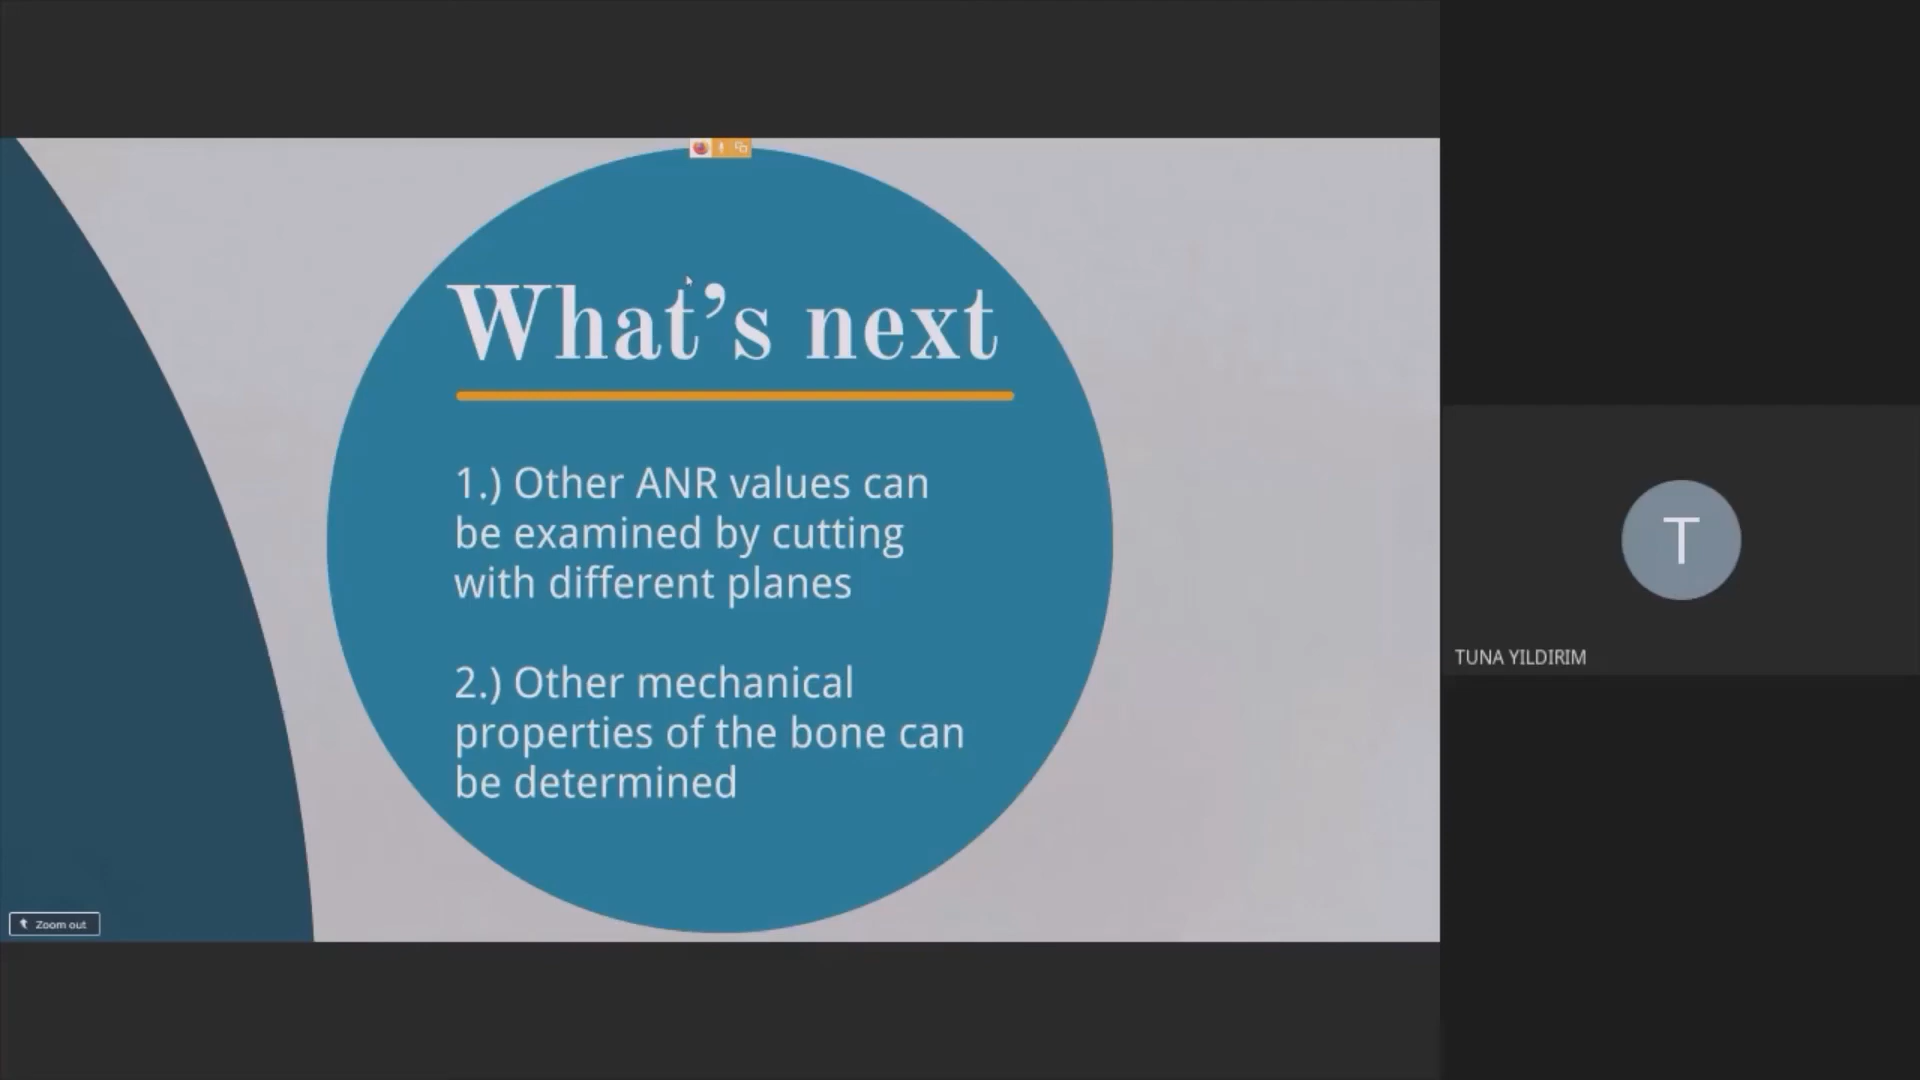 What’s next
1.) Other ANR values can
be examined by cutting
with different planes
2.) Other mechanical
properties of the bone can
be determined
Zoom out
T
TUNA YILDIRIM